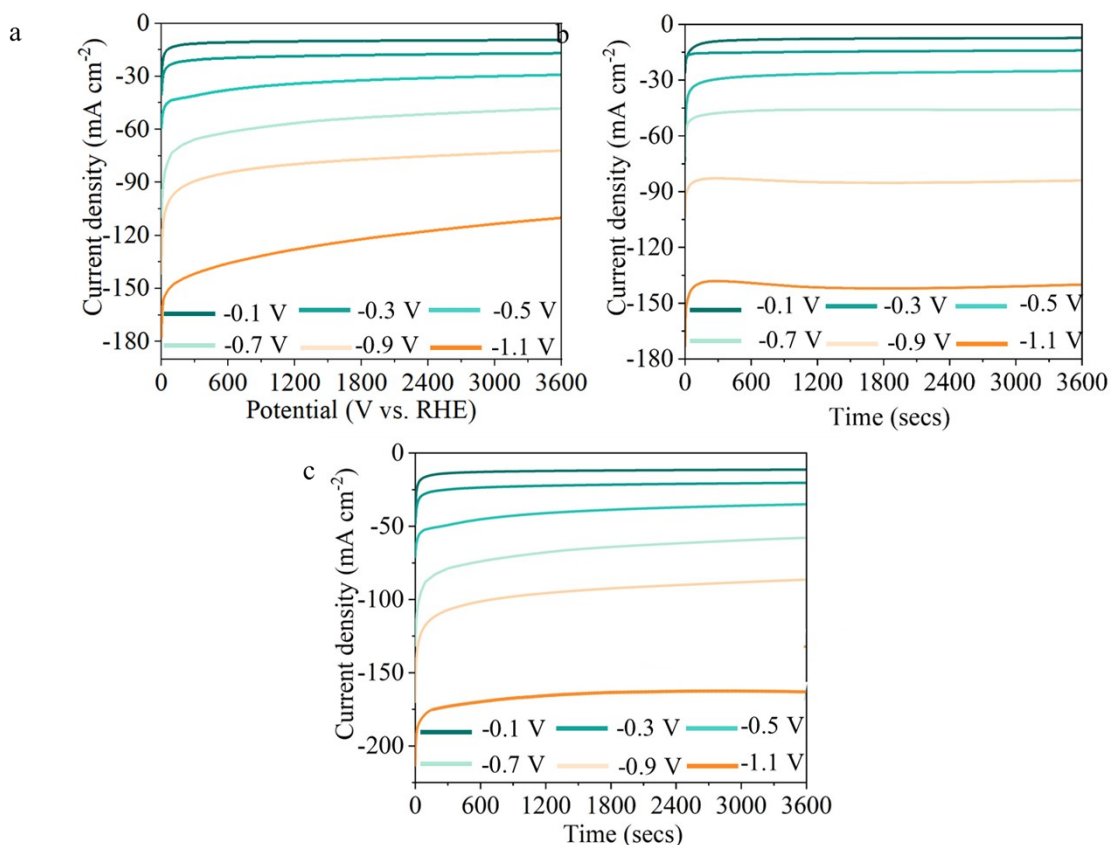 a
Current density (mA cm⁻²)
0
-30
-60
-90
-120
-150
-180
-0.1 V -0.3 V -0.5 V
-0.7 V -0.9 V -1.1 V
0 600 1200 1800 2400 3000 3600
Potential (V vs. RHE)
b
Current density (mA cm⁻²)
0
-30
-60
-90
-120
-150
-180
-0.1 V -0.3 V -0.5 V
-0.7 V -0.9 V -1.1 V
0 600 1200 1800 2400 3000 3600
Time (secs)
c
Current density (mA cm⁻²)
0
-50
-100
-150
-200
-0.1 V -0.3 V -0.5 V
-0.7 V -0.9 V -1.1 V
0 600 1200 1800 2400 3000 3600
Time (secs)